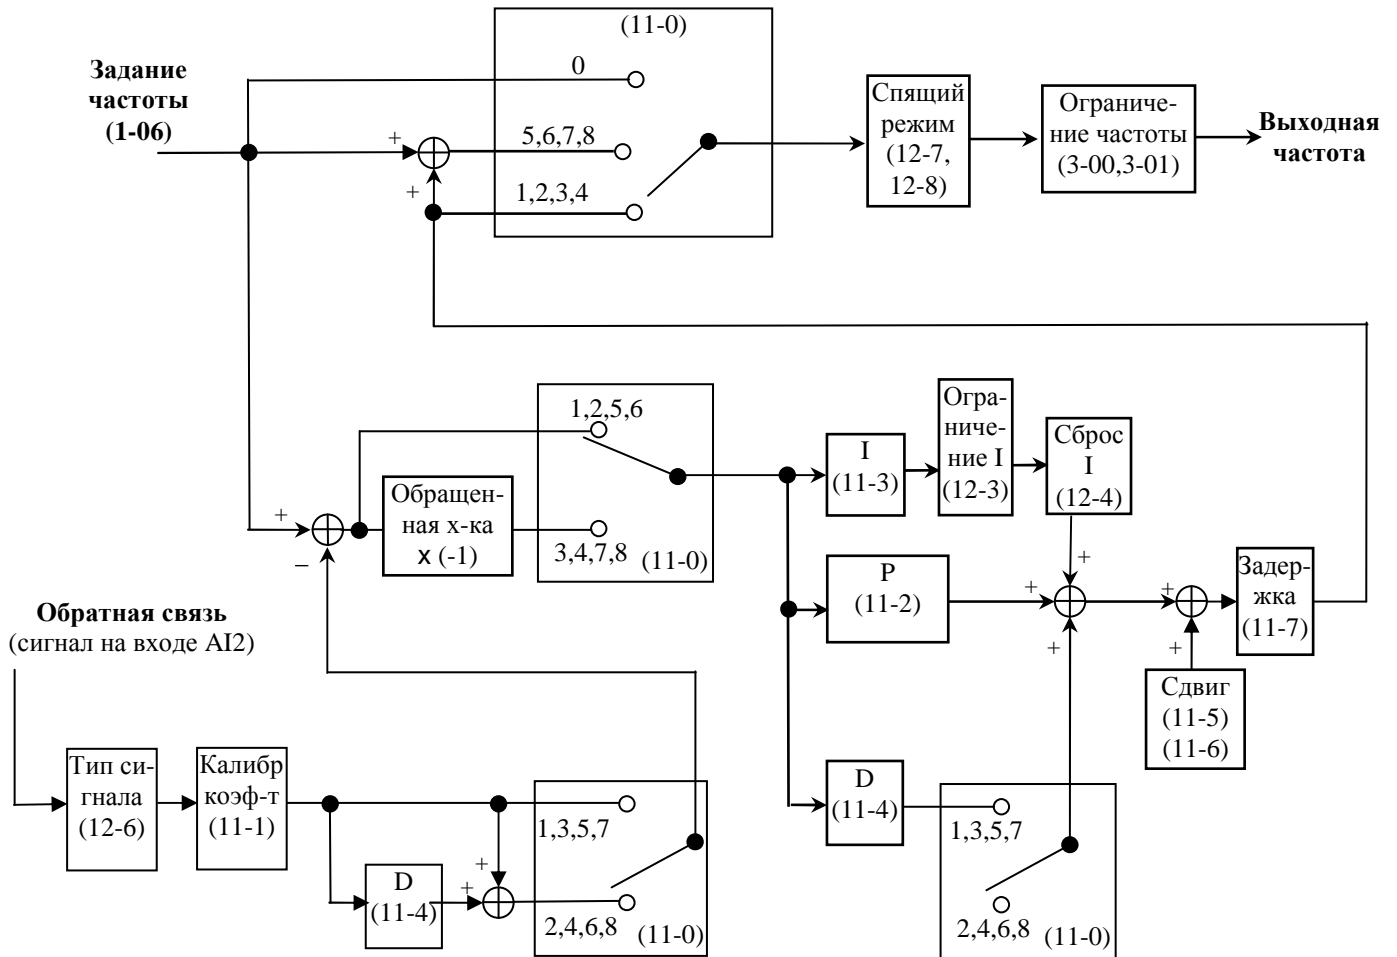 (11-0)
Задание
частоты
(1-06)
0
5,6,7,8
1,2,3,4
+
+
Спящий
режим
(12-7,
12-8)
Ограниче-
ние частоты
(3-00,3-01)
Выходная
частота
1,2,5,6
3,4,7,8
(11-0)
+
–
Обращен-
ная х-ка
х (-1)
I
(11-3)
Огра-
ниче-
ние I
(12-3)
Сброс
I
(12-4)
P
(11-2)
+
+
+
+
+
Задер-
жка
(11-7)
Сдвиг
(11-5)
(11-6)
D
(11-4)
1,3,5,7
2,4,6,8
(11-0)
Обратная связь
(сигнал на входе AI2)
Тип си-
гнала
(12-6)
Калибр
коэф-т
(11-1)
D
(11-4)
+
+
1,3,5,7
2,4,6,8
(11-0)